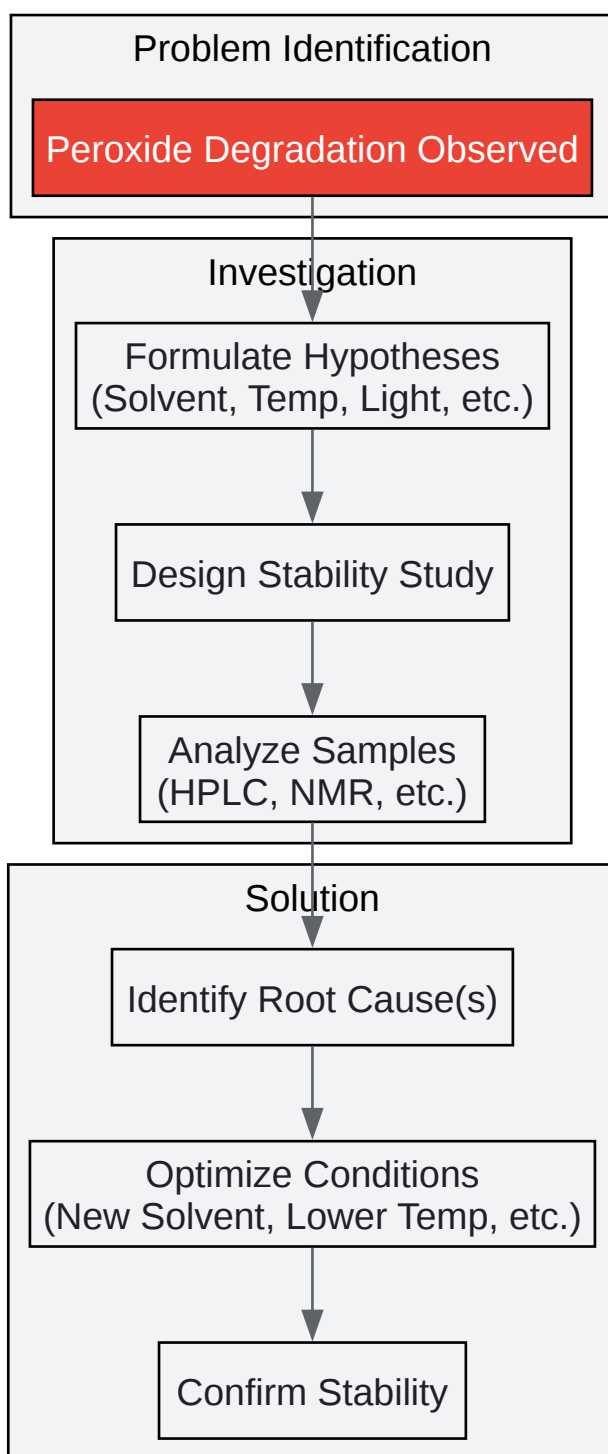 Problem Identification
Peroxide Degradation Observed
Investigation
Formulate Hypotheses
(Solvent, Temp, Light, etc.)
Design Stability Study
Analyze Samples
(HPLC, NMR, etc.)
Solution
Identify Root Cause(s)
Optimize Conditions
(New Solvent, Lower Temp, etc.)
Confirm Stability